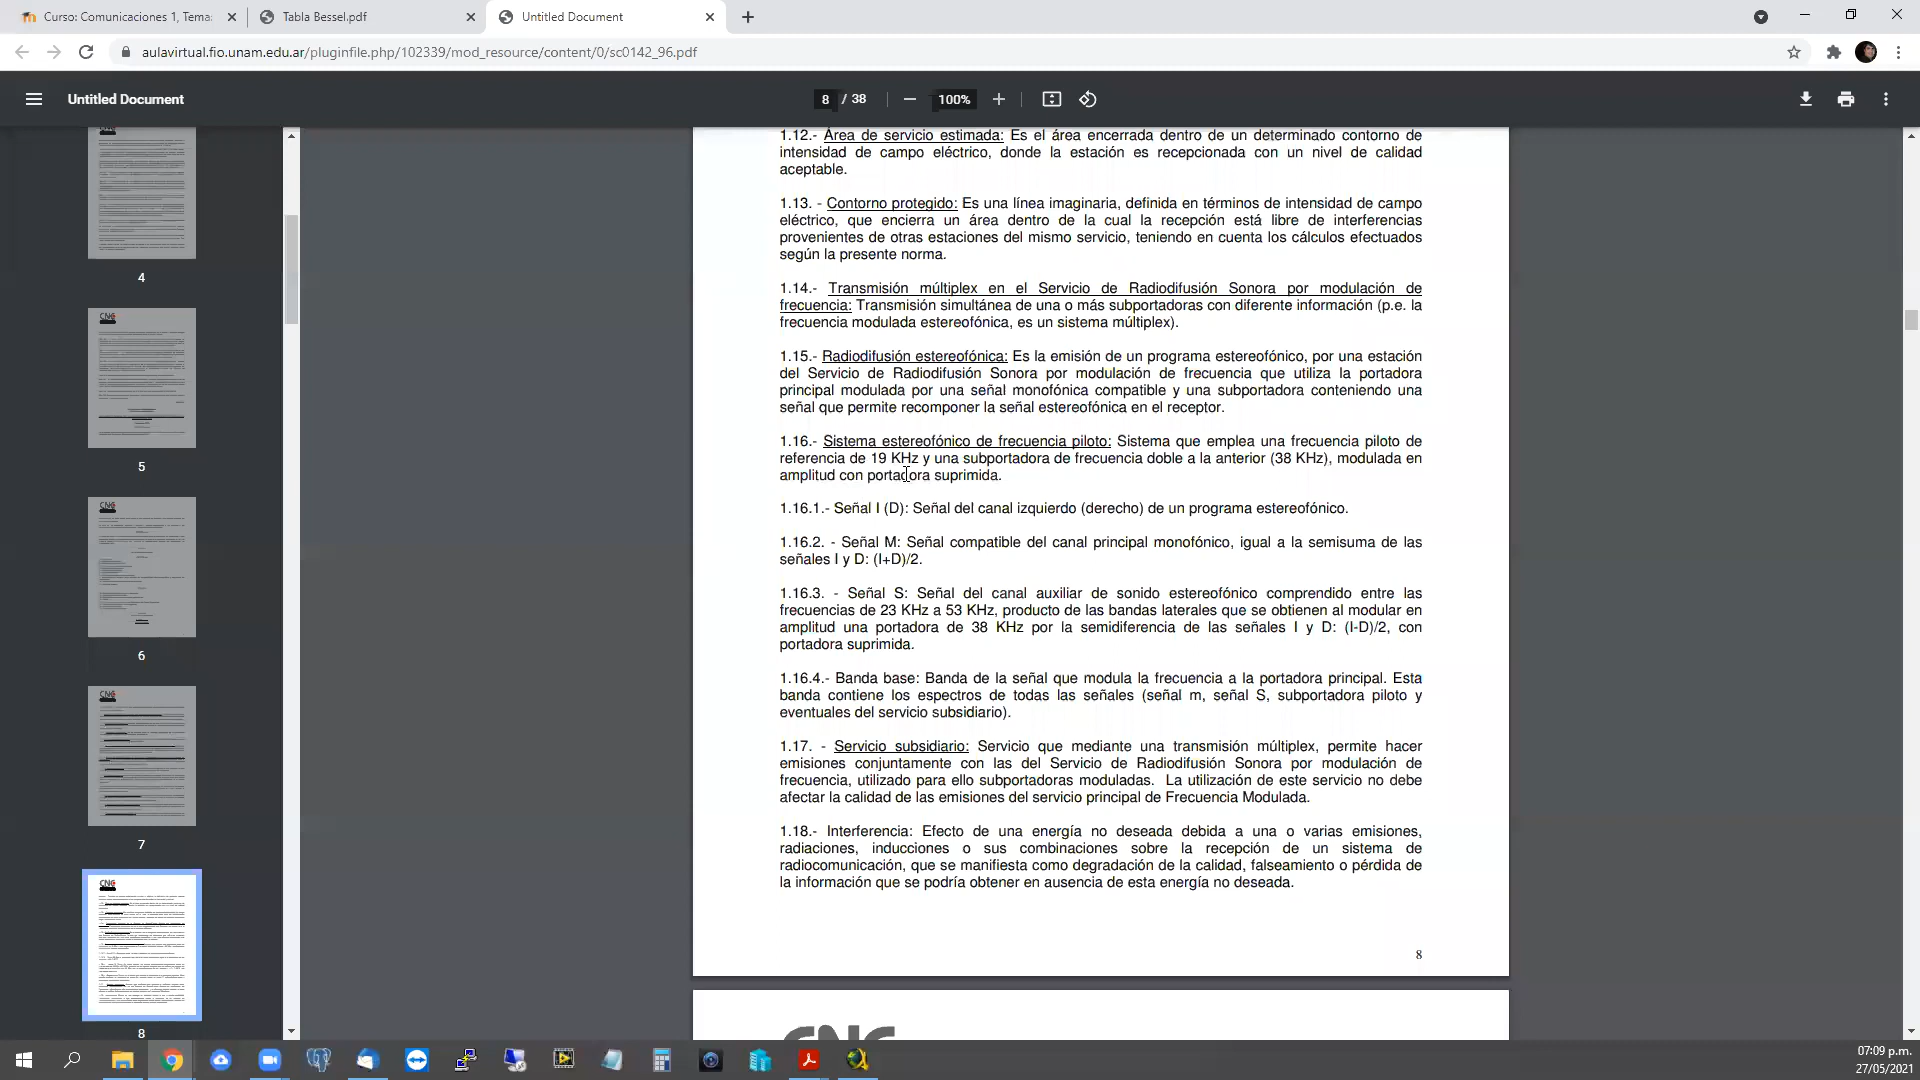 Curso: Comunicaciones 1, Tema:
Tabla Bessel.pdf
Untitled Document
aulavirtual.fio.unam.edu.ar/pluginfile.php/102339/mod_resource/content/0/sc0142_96.pdf
Untitled Document
8 / 38
100%
4
5
6
7
8
1.12.- Área de servicio estimada: Es el área encerrada dentro de un determinado contorno de
intensidad de campo eléctrico, donde la estación es recepcionada con un nivel de calidad
aceptable.
1.13. - Contorno protegido: Es una línea imaginaria, definida en términos de intensidad de campo
eléctrico, que encierra un área dentro de la cual la recepción está libre de interferencias
provenientes de otras estaciones del mismo servicio, teniendo en cuenta los cálculos efectuados
según la presente norma.
1.14.- Transmisión múltiplex en el Servicio de Radiodifusión Sonora por modulación de
frecuencia: Transmisión simultánea de una o más subportadoras con diferente información (p.e. la
frecuencia modulada estereofónica, es un sistema múltiplex).
1.15.- Radiodifusión estereofónica: Es la emisión de un programa estereofónico, por una estación
del Servicio de Radiodifusión Sonora por modulación de frecuencia que utiliza la portadora
principal modulada por una señal monofónica compatible y una subportadora conteniendo una
señal que permite recomponer la señal estereofónica en el receptor.
1.16.- Sistema estereofónico de frecuencia piloto: Sistema que emplea una frecuencia piloto de
referencia de 19 KHz y una subportadora de frecuencia doble a la anterior (38 KHz), modulada en
amplitud con portadora suprimida.
1.16.1.- Señal I (D): Señal del canal izquierdo (derecho) de un programa estereofónico.
1.16.2. - Señal M: Señal compatible del canal principal monofónico, igual a la semisuma de las
señales I y D: (I+D)/2.
1.16.3. - Señal S: Señal del canal auxiliar de sonido estereofónico comprendido entre las
frecuencias de 23 KHz a 53 KHz, producto de las bandas laterales que se obtienen al modular en
amplitud una portadora de 38 KHz por la semidiferencia de las señales I y D: (I-D)/2, con
portadora suprimida.
1.16.4.- Banda base: Banda de la señal que modula la frecuencia a la portadora principal. Esta
banda contiene los espectros de todas las señales (señal m, señal S, subportadora piloto y
eventuales del servicio subsidiario).
1.17. - Servicio subsidiario: Servicio que mediante una transmisión múltiplex, permite hacer
emisiones conjuntamente con las del Servicio de Radiodifusión Sonora por modulación de
frecuencia, utilizado para ello subportadoras moduladas. La utilización de este servicio no debe
afectar la calidad de las emisiones del servicio principal de Frecuencia Modulada.
1.18.- Interferencia: Efecto de una energía no deseada debida a una o varias emisiones,
radiaciones, inducciones o sus combinaciones sobre la recepción de un sistema de
radiocomunicación, que se manifiesta como degradación de la calidad, falseamiento o pérdida de
la información que se podría obtener en ausencia de esta energía no deseada.
8
07:09 p.m.
27/05/2021